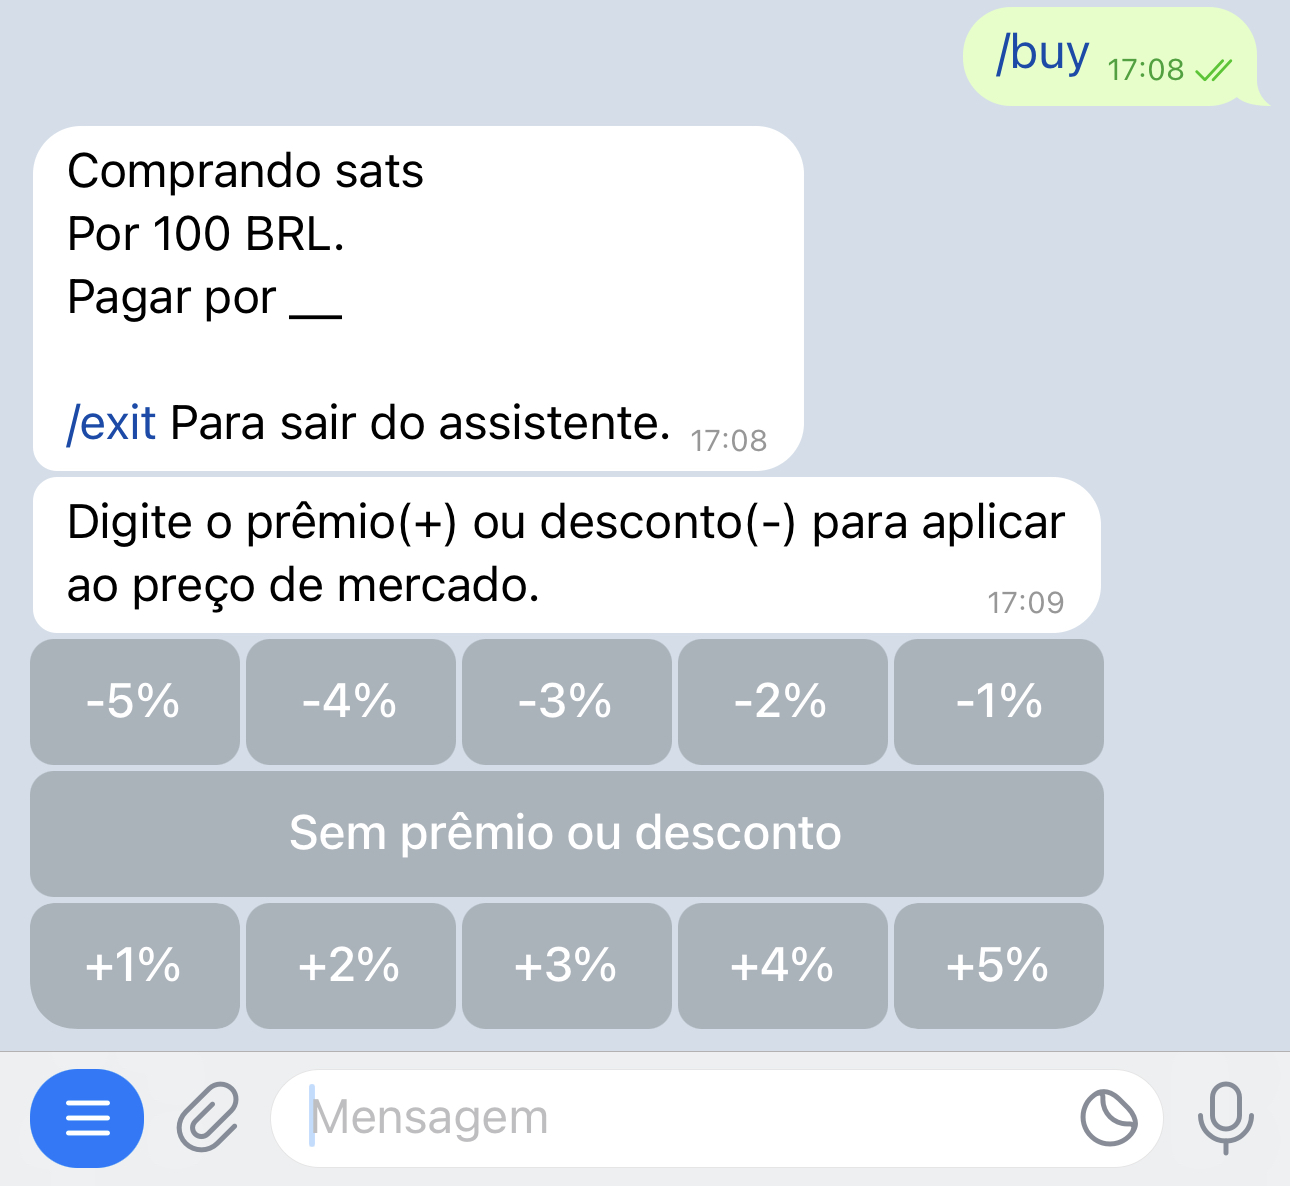 /buy 17:08
Comprando sats
Por 100 BRL.
Pagar por __
/exit Para sair do assistente. 17:08
Digite o prêmio(+) ou desconto(-) para aplicar
ao preço de mercado. 17:09
-5% -4% -3% -2% -1%
Sem prêmio ou desconto
+1% +2% +3% +4% +5%
Mensagem